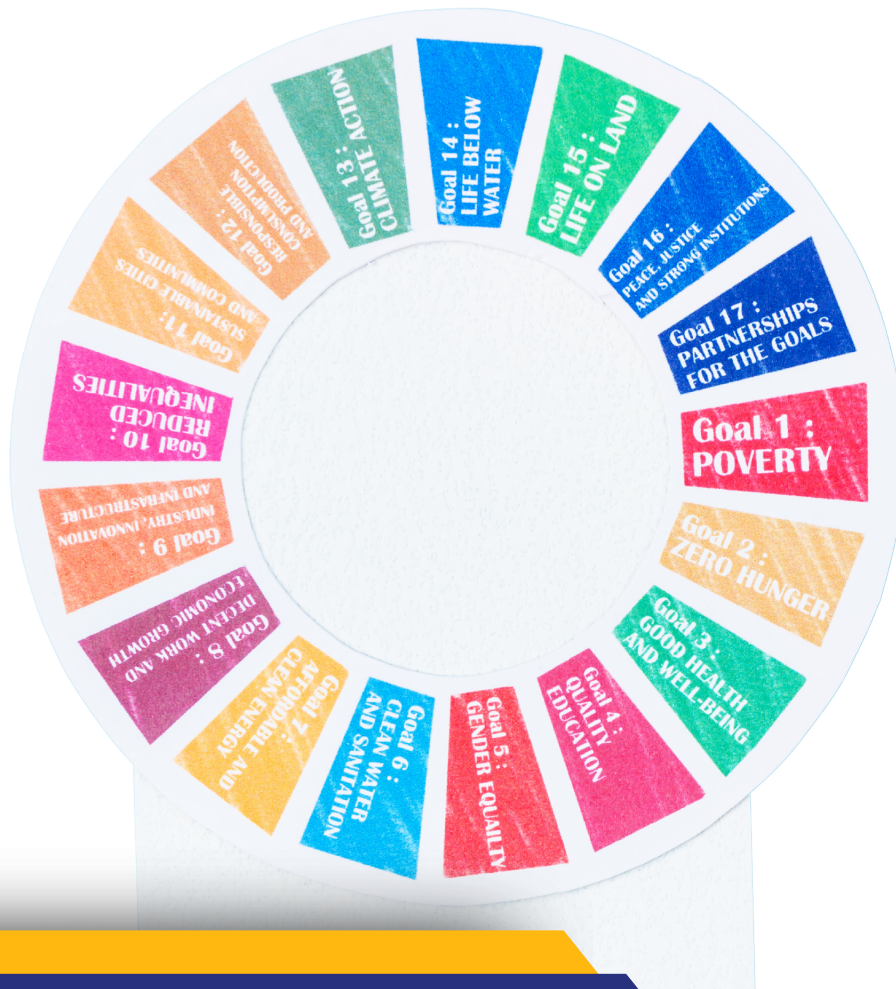 Goal 1 :
POVERTY
Goal 2 :
ZERO HUNGER
Goal 3 :
GOOD HEALTH
AND WELL-BEING
Goal 4 :
QUALITY
EDUCATION
Goal 5 :
GENDER EQUAILTY
Goal 6 :
CLEAN WATER
AND SANITATION
Goal 7 :
AFFORDABLE AND
CLEAN ENERGY
Goal 8 :
DECENT WORK AND
ECONOMIC GROWTH
Goal 9 :
INDUSTRY, INNOVATION
AND INFRASTRUCTURE
Goal 10 :
REDUCED
INEQUALITIES
Goal 11:
SUSTAINABLE CITIES
AND COMMUNITIES
Goal 12 :
RESPONSIBLE
CONSUMPTION
AND PRODUCTION
Goal 13 :
CLIMATE ACTION
Goal 14 :
LIFE BELOW
WATER
Goal 15 :
LIFE ON LAND
Goal 16 :
PEACE, JUSTICE
AND STRONG INSTITUTIONS
Goal 17 :
PARTNERSHIPS
FOR THE GOALS